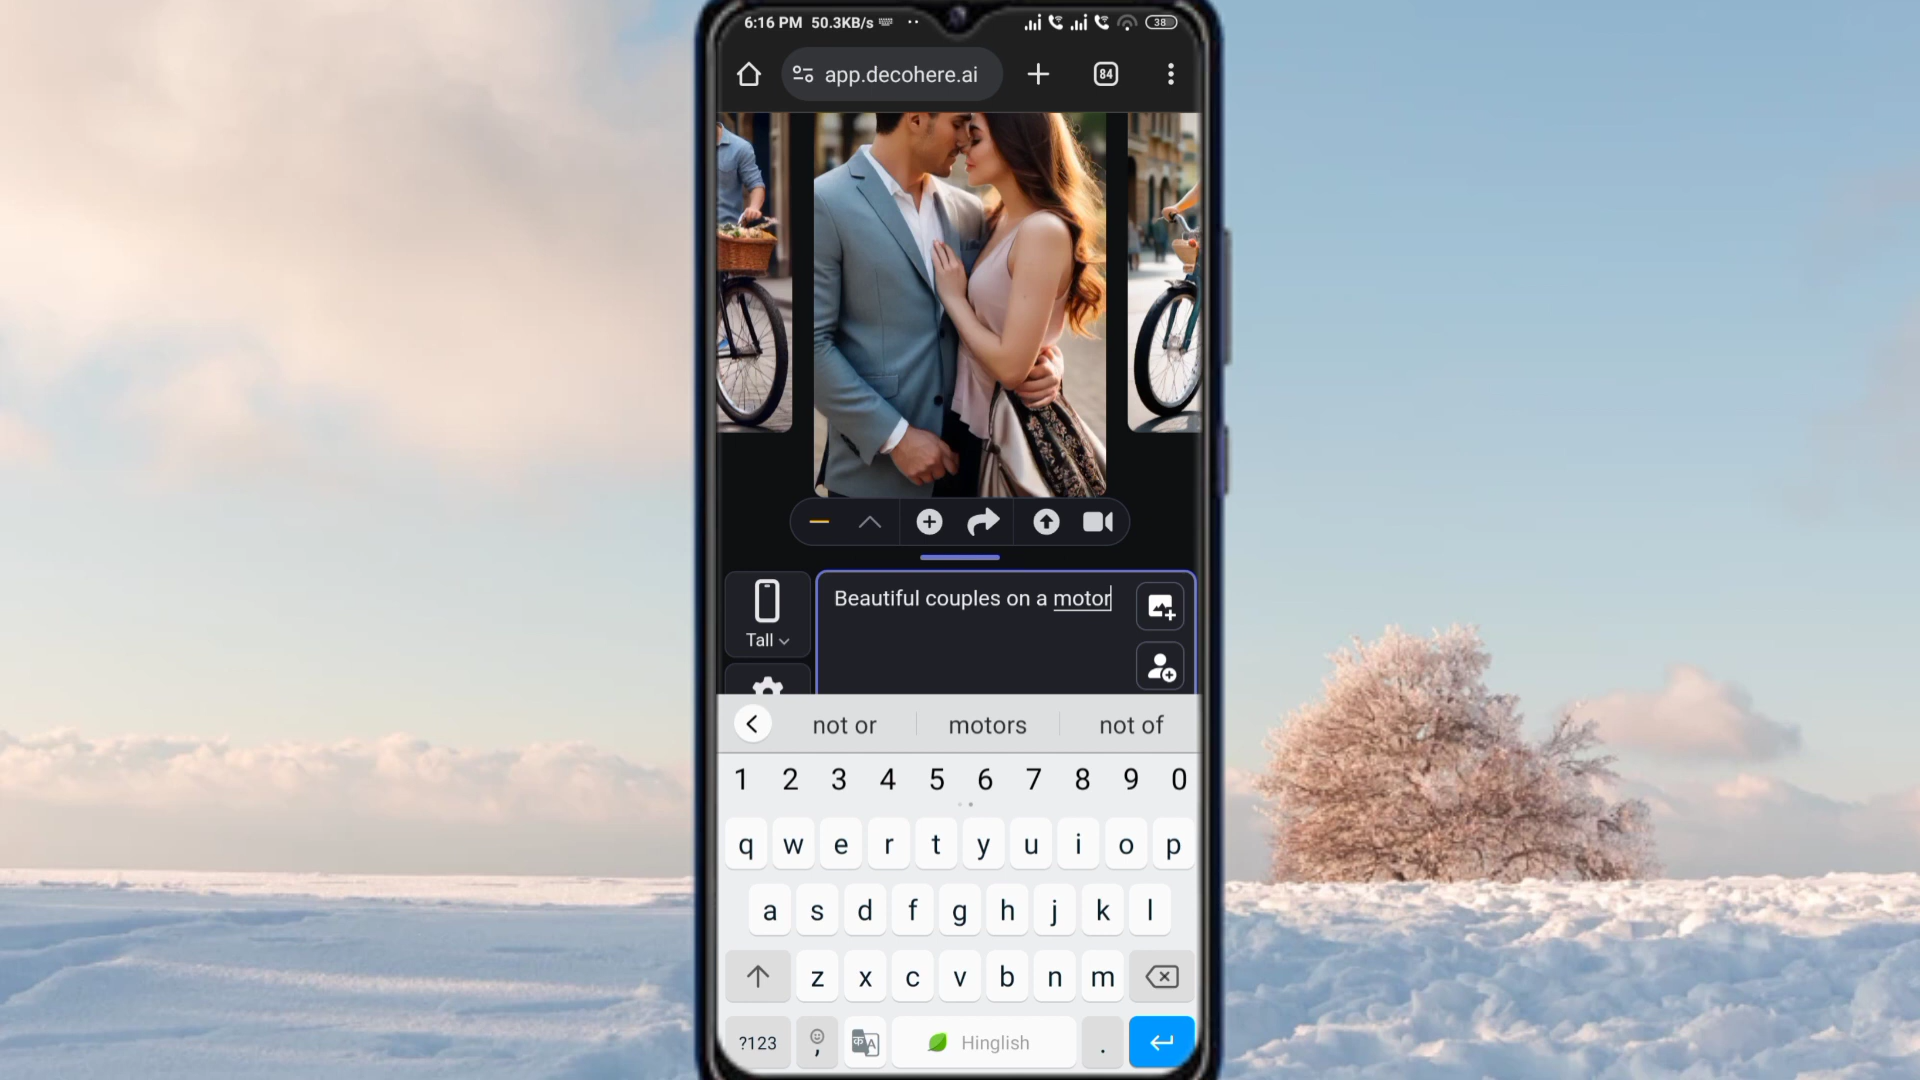 6:16 PM 50.3KB/s
38
app.decohere.ai
84
Beautiful couples on a motor
Tall
not or motors not of
1 2 3 4 5 6 7 8 9 0
q w e r t y u i o p
a s d f g h j k l
z x c v b n m
?123 , कA Hinglish .